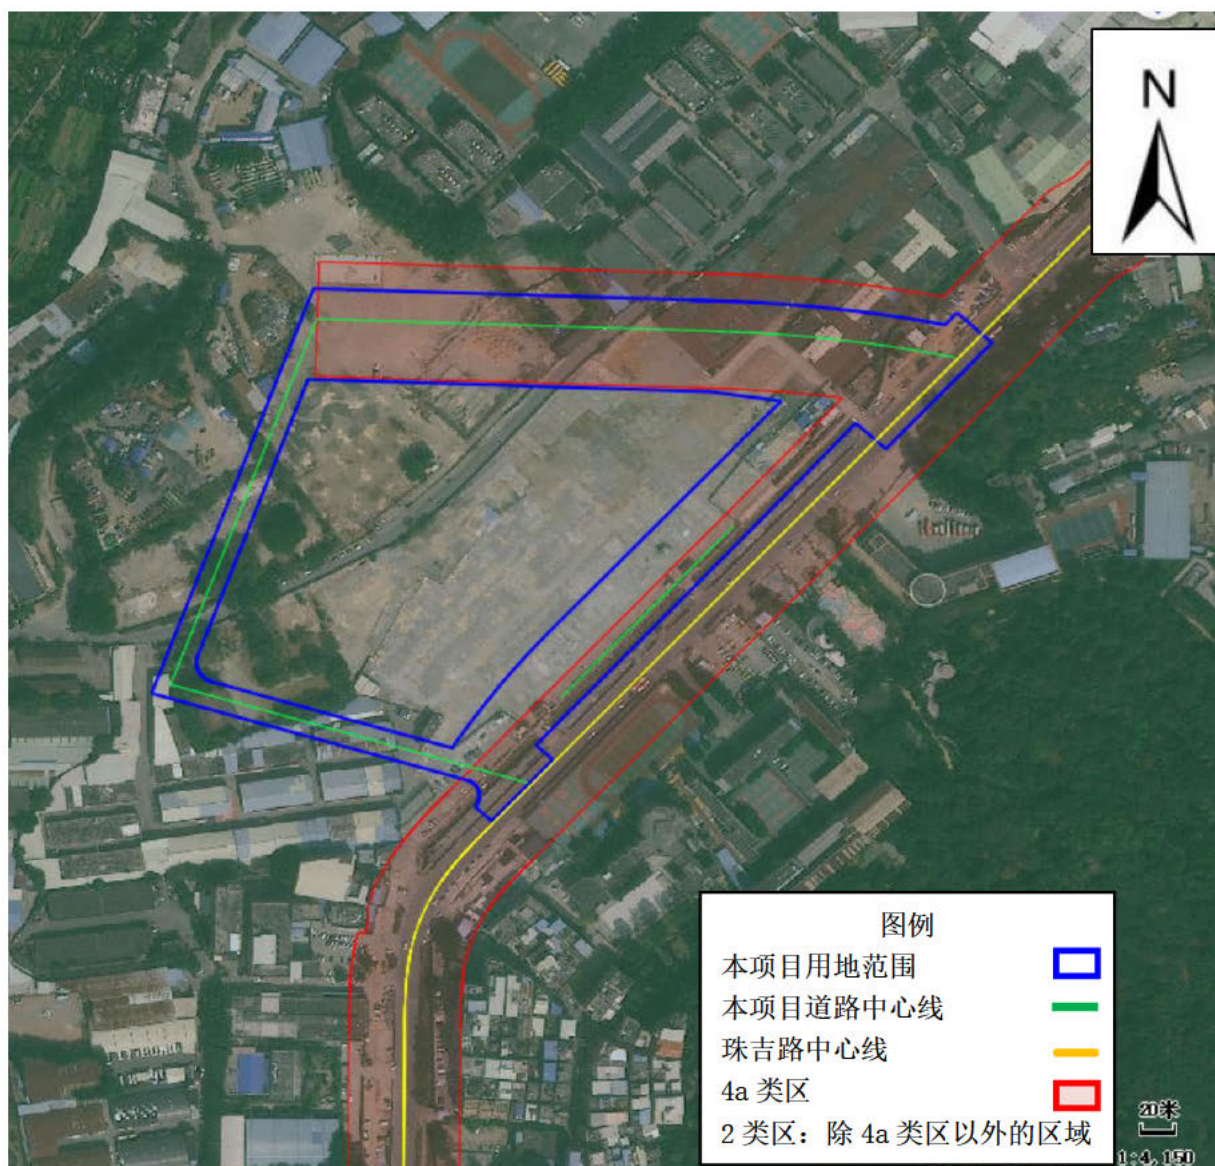 N
图例
本项目用地范围
本项目道路中心线
珠吉路中心线
4a 类区
2 类区：除 4a 类区以外的区域
20米
1:4,150